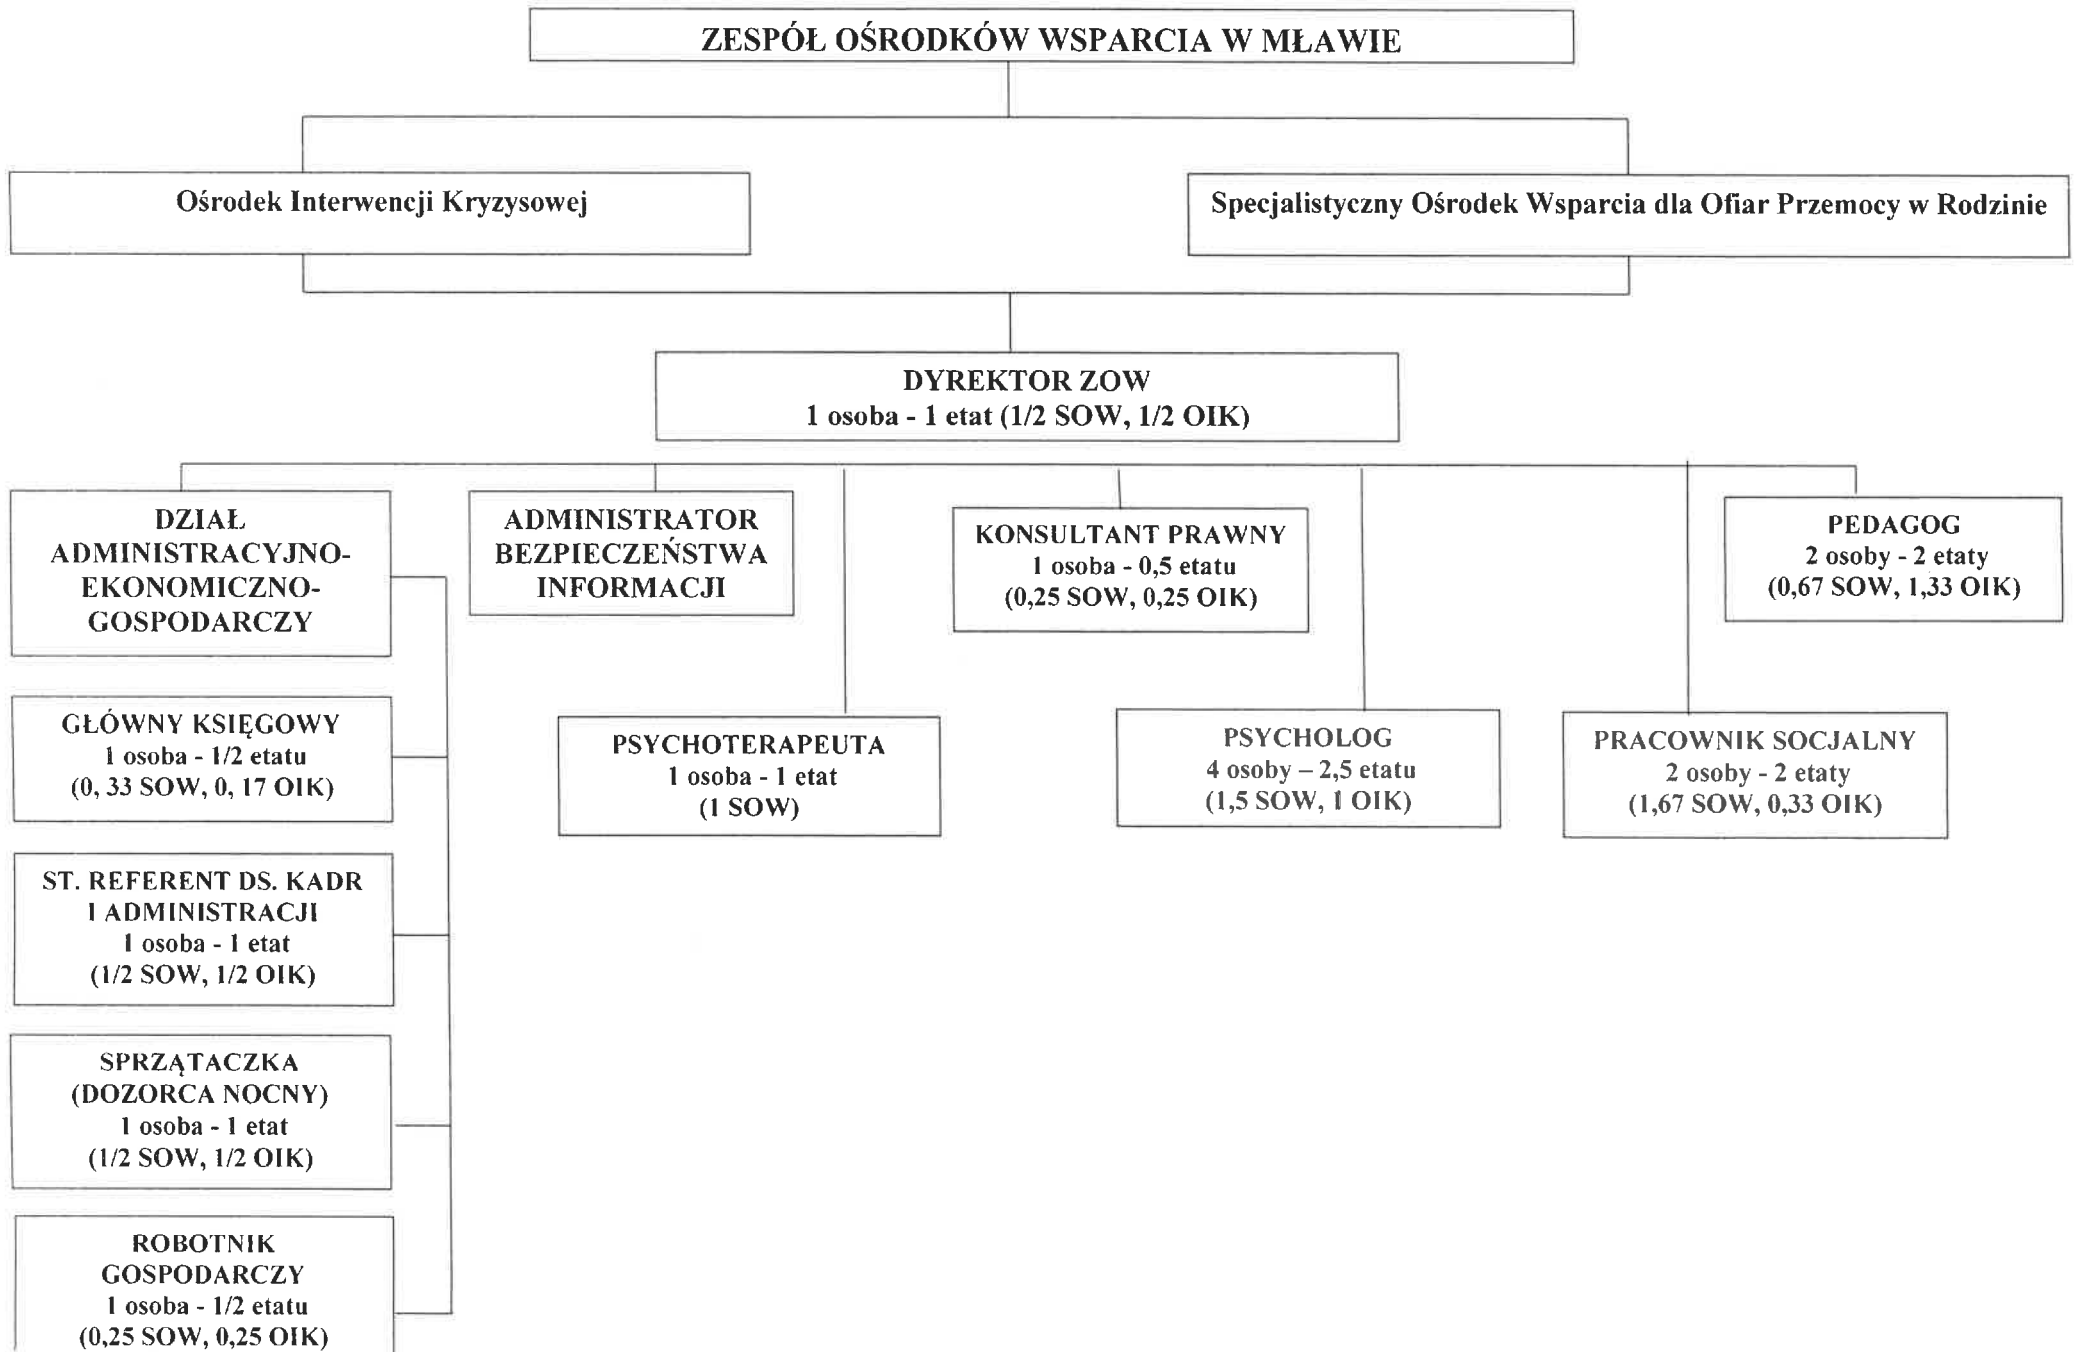 ZESPÓŁ OŚRODKÓW WSPARCIA W MŁAWIE
Ośrodek Interwencji Kryzysowej
Specjalistyczny Ośrodek Wsparcia dla Ofiar Przemocy w Rodzinie
DYREKTOR ZOW
1 osoba - 1 etat (1/2 SOW, 1/2 OIK)
DZIAŁ
ADMINISTRACYJNO-
EKONOMICZNO-
GOSPODARCZY
ADMINISTRATOR
BEZPIECZEŃSTWA
INFORMACJI
KONSULTANT PRAWNY
1 osoba - 0,5 etatu
(0,25 SOW, 0,25 OIK)
PEDAGOG
2 osoby - 2 etaty
(0,67 SOW, 1,33 OIK)
GŁÓWNY KSIĘGOWY
1 osoba - 1/2 etatu
(0, 33 SOW, 0, 17 OIK)
PSYCHOTERAPEUTA
1 osoba - 1 etat
(1 SOW)
PSYCHOLOG
4 osoby – 2,5 etatu
(1,5 SOW, 1 OIK)
PRACOWNIK SOCJALNY
2 osoby - 2 etaty
(1,67 SOW, 0,33 OIK)
ST. REFERENT DS. KADR
I ADMINISTRACJI
1 osoba - 1 etat
(1/2 SOW, 1/2 OIK)
SPRZĄTACZKA
(DOZORCA NOCNY)
1 osoba - 1 etat
(1/2 SOW, 1/2 OIK)
ROBOTNIK
GOSPODARCZY
1 osoba - 1/2 etatu
(0,25 SOW, 0,25 OIK)